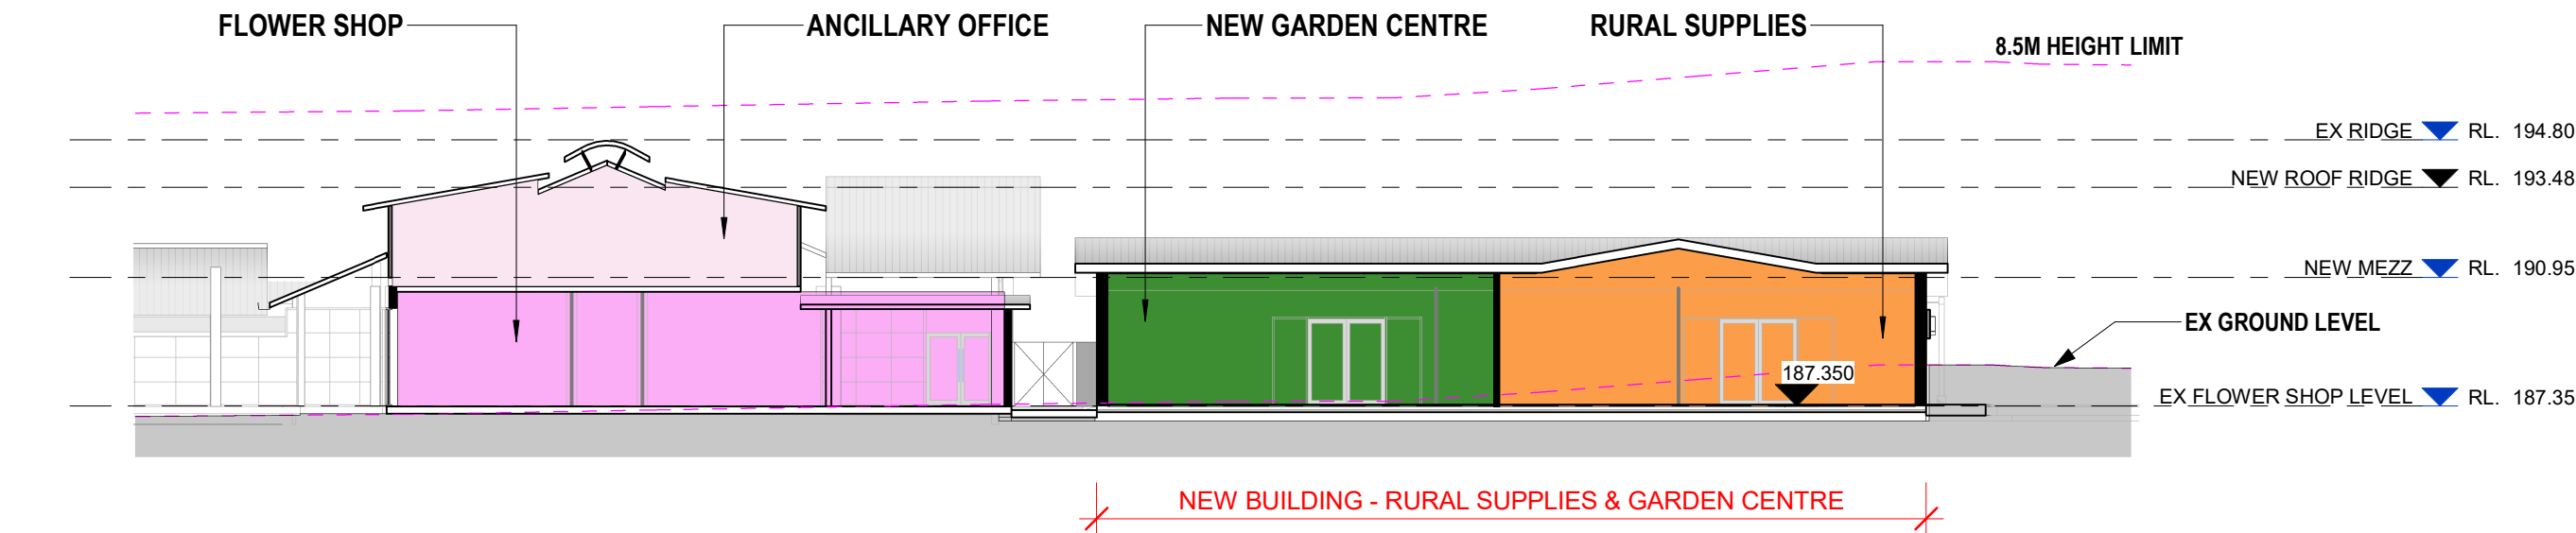 FLOWER SHOP
ANCILLARY OFFICE
NEW GARDEN CENTRE
RURAL SUPPLIES
8.5M HEIGHT LIMIT
EX RIDGE RL. 194.80
NEW ROOF RIDGE RL. 193.48
NEW MEZZ RL. 190.95
EX GROUND LEVEL
187.350
EX FLOWER SHOP LEVEL RL. 187.35
NEW BUILDING - RURAL SUPPLIES & GARDEN CENTRE